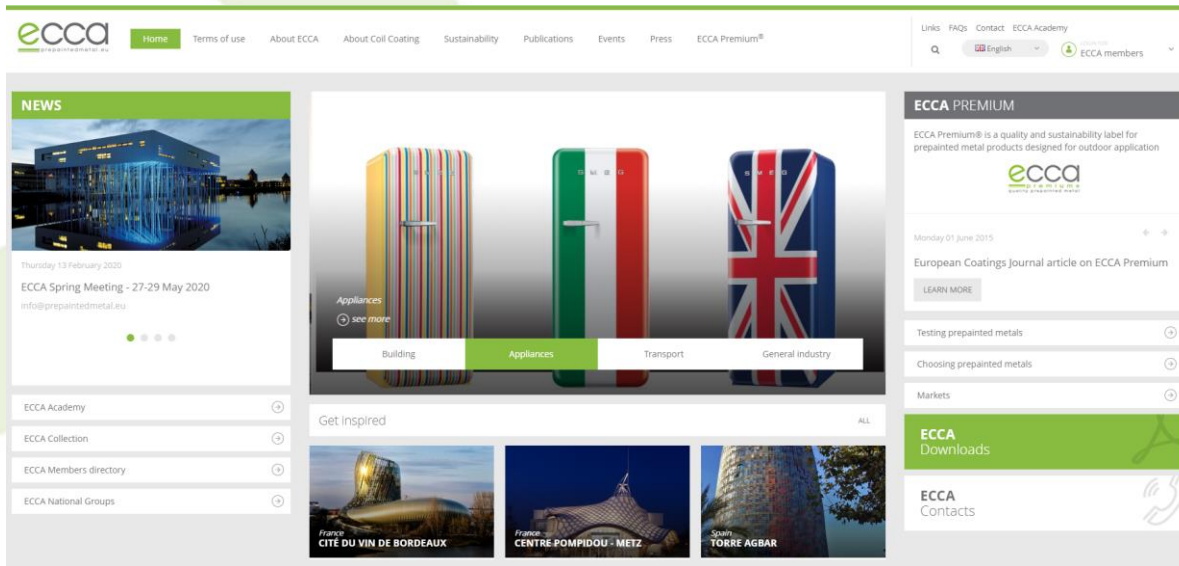 ecca
prepaintedmetal.eu
Home Terms of use About ECCA About Coil Coating Sustainability Publications Events Press ECCA Premium®
Links FAQs Contact ECCA Academy
English
ECCA members
NEWS
Thursday 13 February 2020
ECCA Spring Meeting - 27-29 May 2020
info@prepaintedmetal.eu
ECCA Academy
ECCA Collection
ECCA Members directory
ECCA National Groups
SMEG SMEG SMEG
Appliances
see more
Building Appliances Transport General industry
Get inspired ALL
France
CITÉ DU VIN DE BORDEAUX
France
CENTRE POMPIDOU - METZ
Spain
TORRE AGBAR
ECCA PREMIUM
ECCA Premium® is a quality and sustainability label for
prepainted metal products designed for outdoor application
ecca
premium
quality prepainted metal
Monday 01 June 2015
European Coatings Journal article on ECCA Premium
LEARN MORE
Testing prepainted metals
Choosing prepainted metals
Markets
ECCA
Downloads
ECCA
Contacts